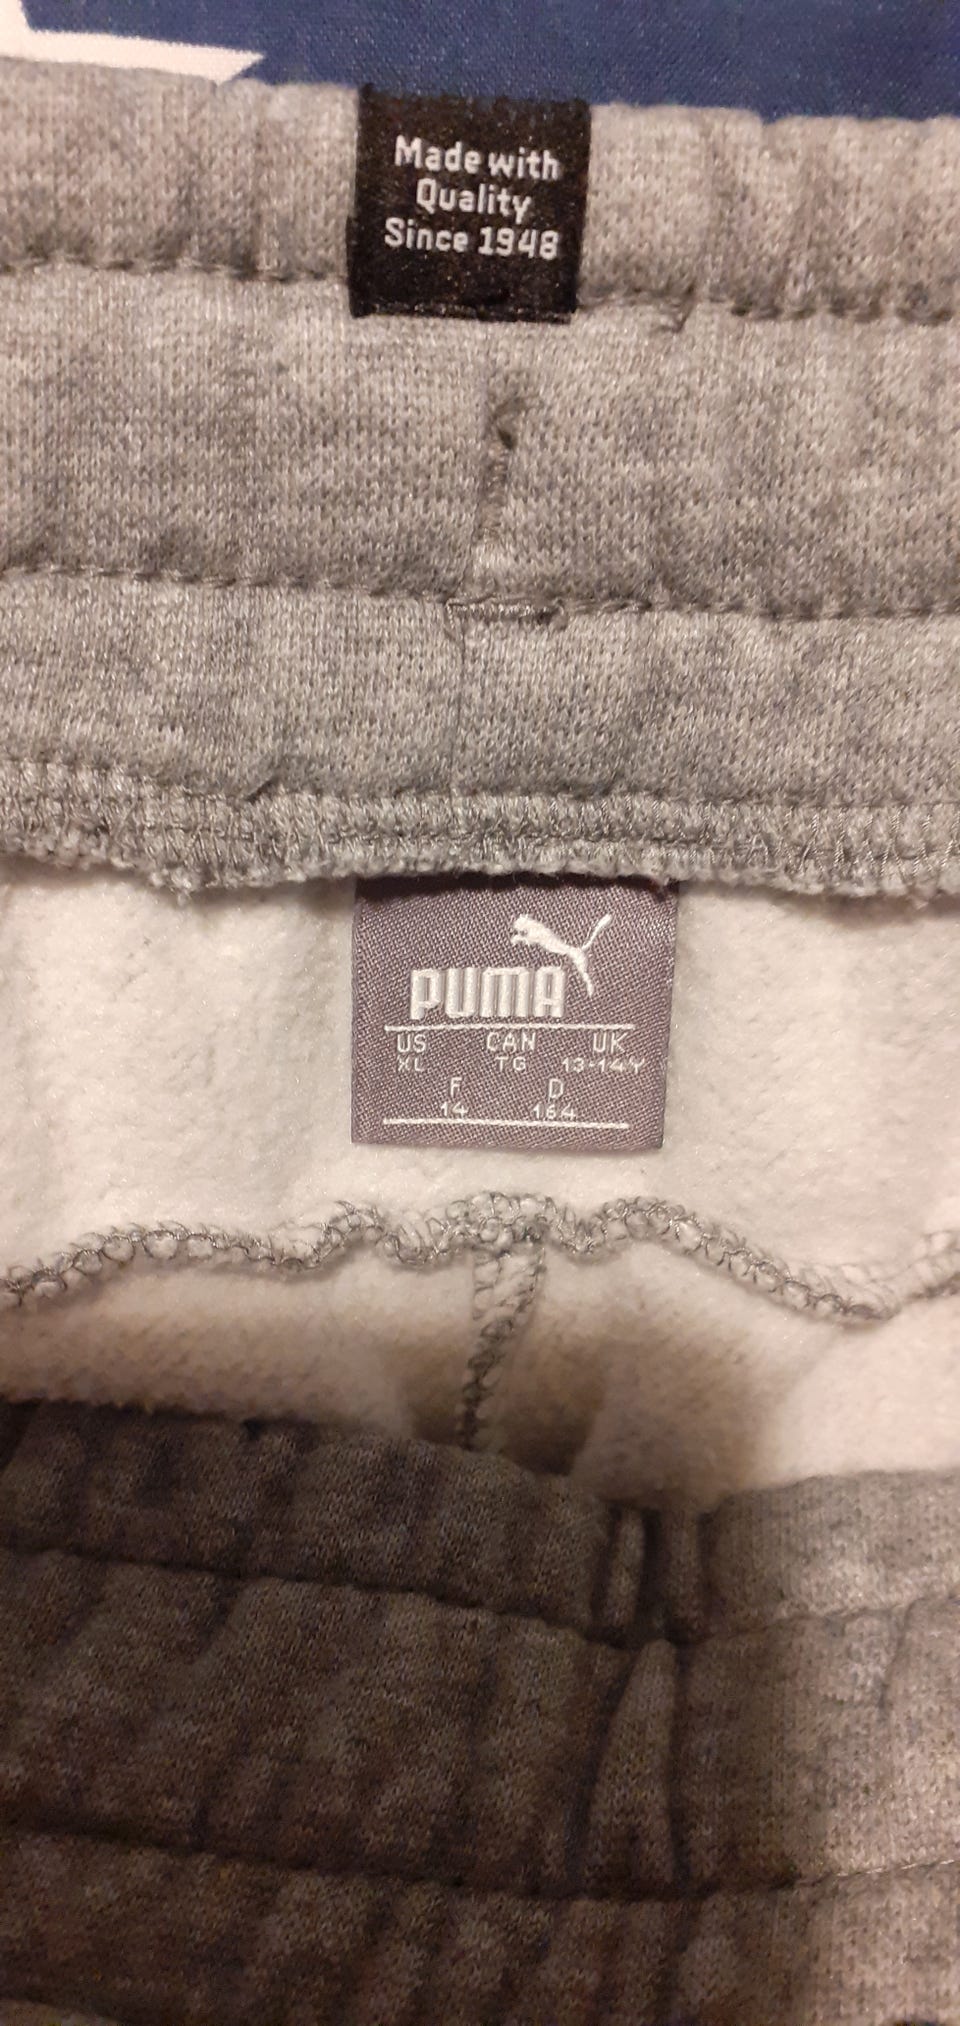 Made with
Quality
Since 1948
PUMA
US CAN UK
XL TG 13-14Y
F D
14 164